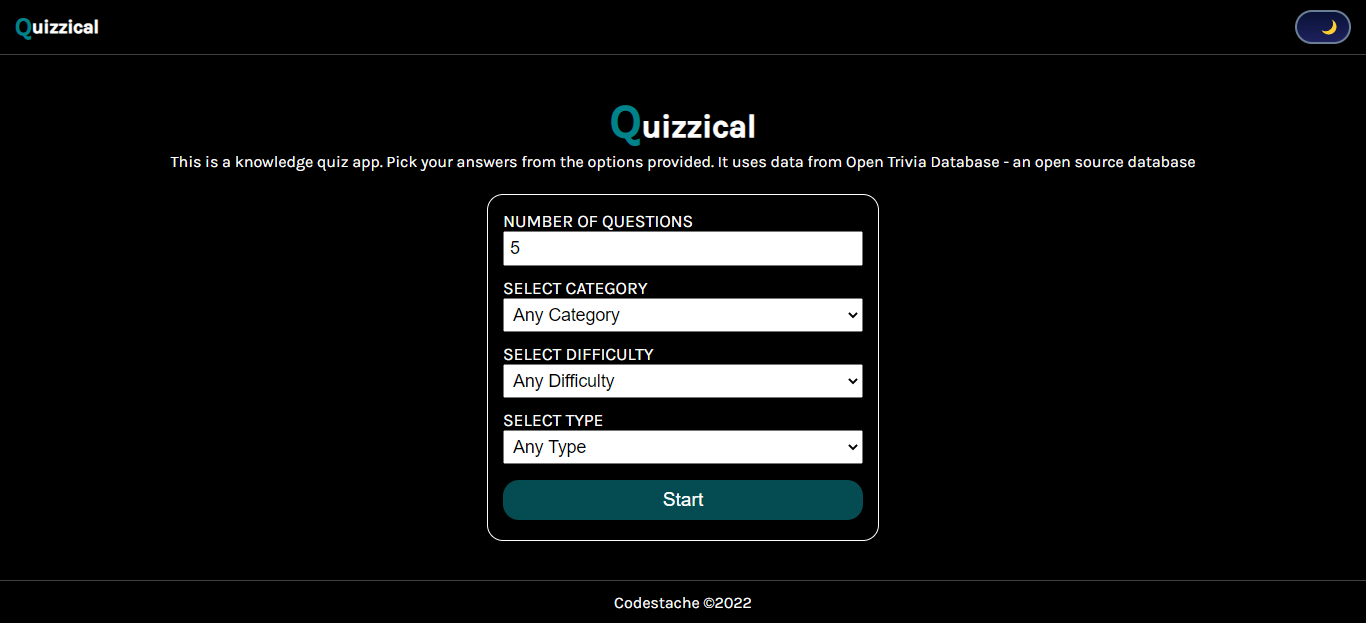 Quizzical
Quizzical
This is a knowledge quiz app. Pick your answers from the options provided. It uses data from Open Trivia Database - an open source database
NUMBER OF QUESTIONS
5
SELECT CATEGORY
Any Category
SELECT DIFFICULTY
Any Difficulty
SELECT TYPE
Any Type
Start
Codestache ©2022